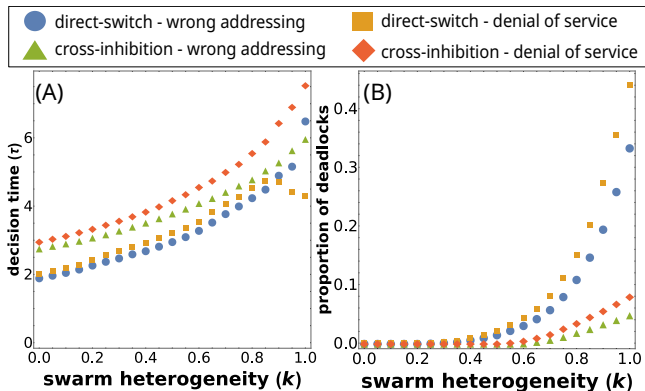 direct-switch - wrong addressing
direct-switch - denial of service
cross-inhibition - wrong addressing
cross-inhibition - denial of service
(A)
decision time (τ)
6
4
2
0
0.0 0.2 0.4 0.6 0.8 1.0
swarm heterogeneity (k)
(B)
proportion of deadlocks
0.4
0.3
0.2
0.1
0.0
0.0 0.2 0.4 0.6 0.8 1.0
swarm heterogeneity (k)